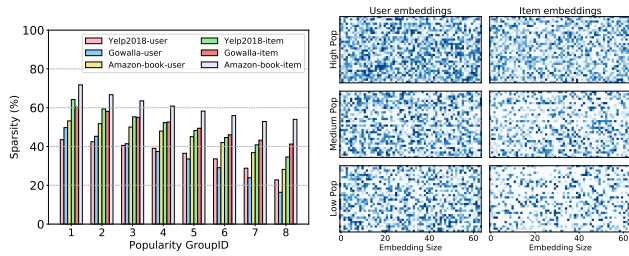 100
80
60
40
20
0
Sparsity (%)
Yelp2018-user
Gowalla-user
Amazon-book-user
Yelp2018-item
Gowalla-item
Amazon-book-item
1 2 3 4 5 6 7 8
Popularity GroupID
User embeddings
Item embeddings
High Pop
Medium Pop
Low Pop
0 20 40 60
0 20 40 60
Embedding Size
Embedding Size